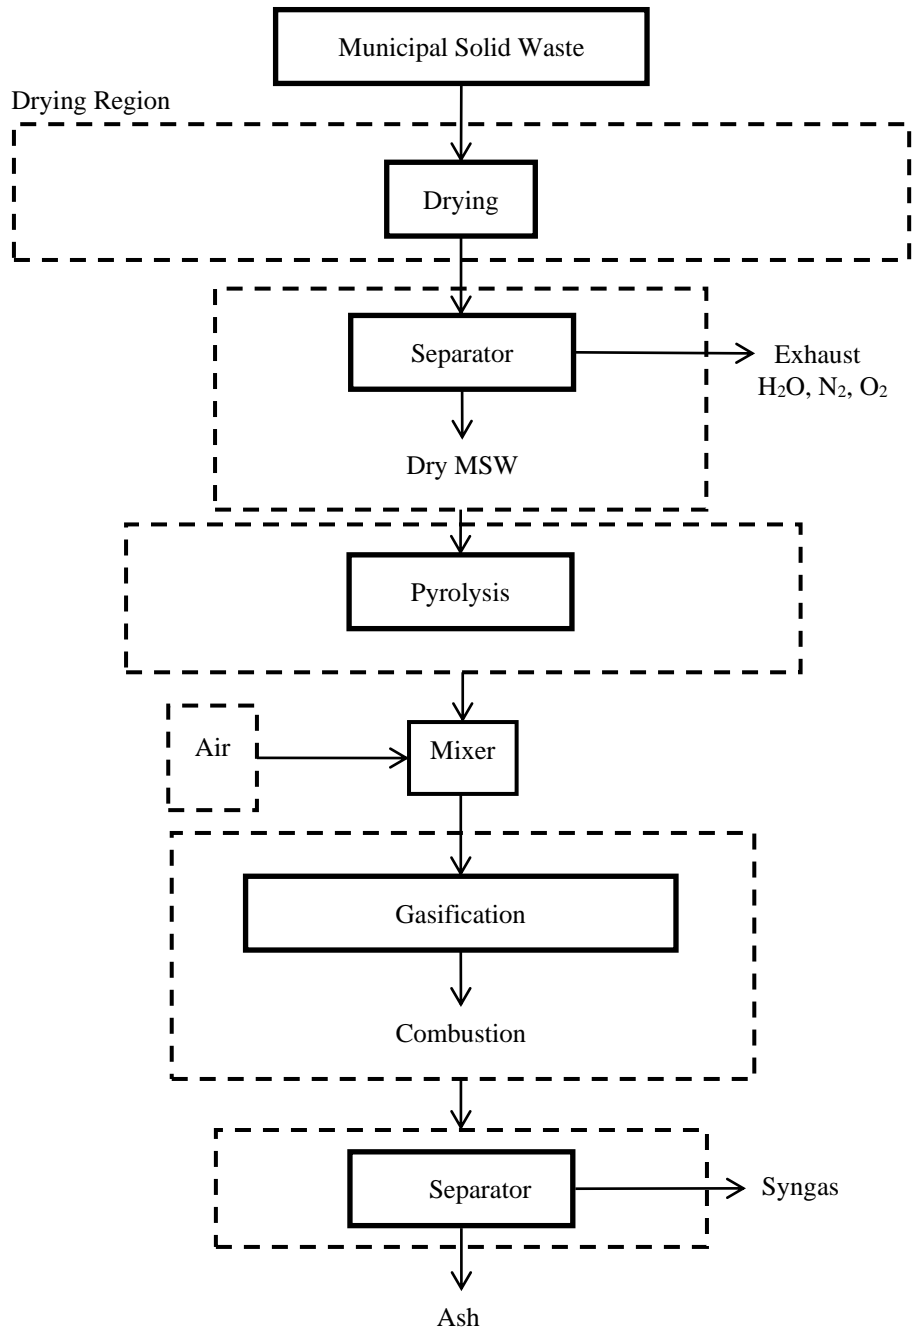 Municipal Solid Waste
Drying Region
Drying
Separator
Exhaust
H₂O, N₂, O₂
Dry MSW
Pyrolysis
Air
Mixer
Gasification
Combustion
Separator
Syngas
Ash